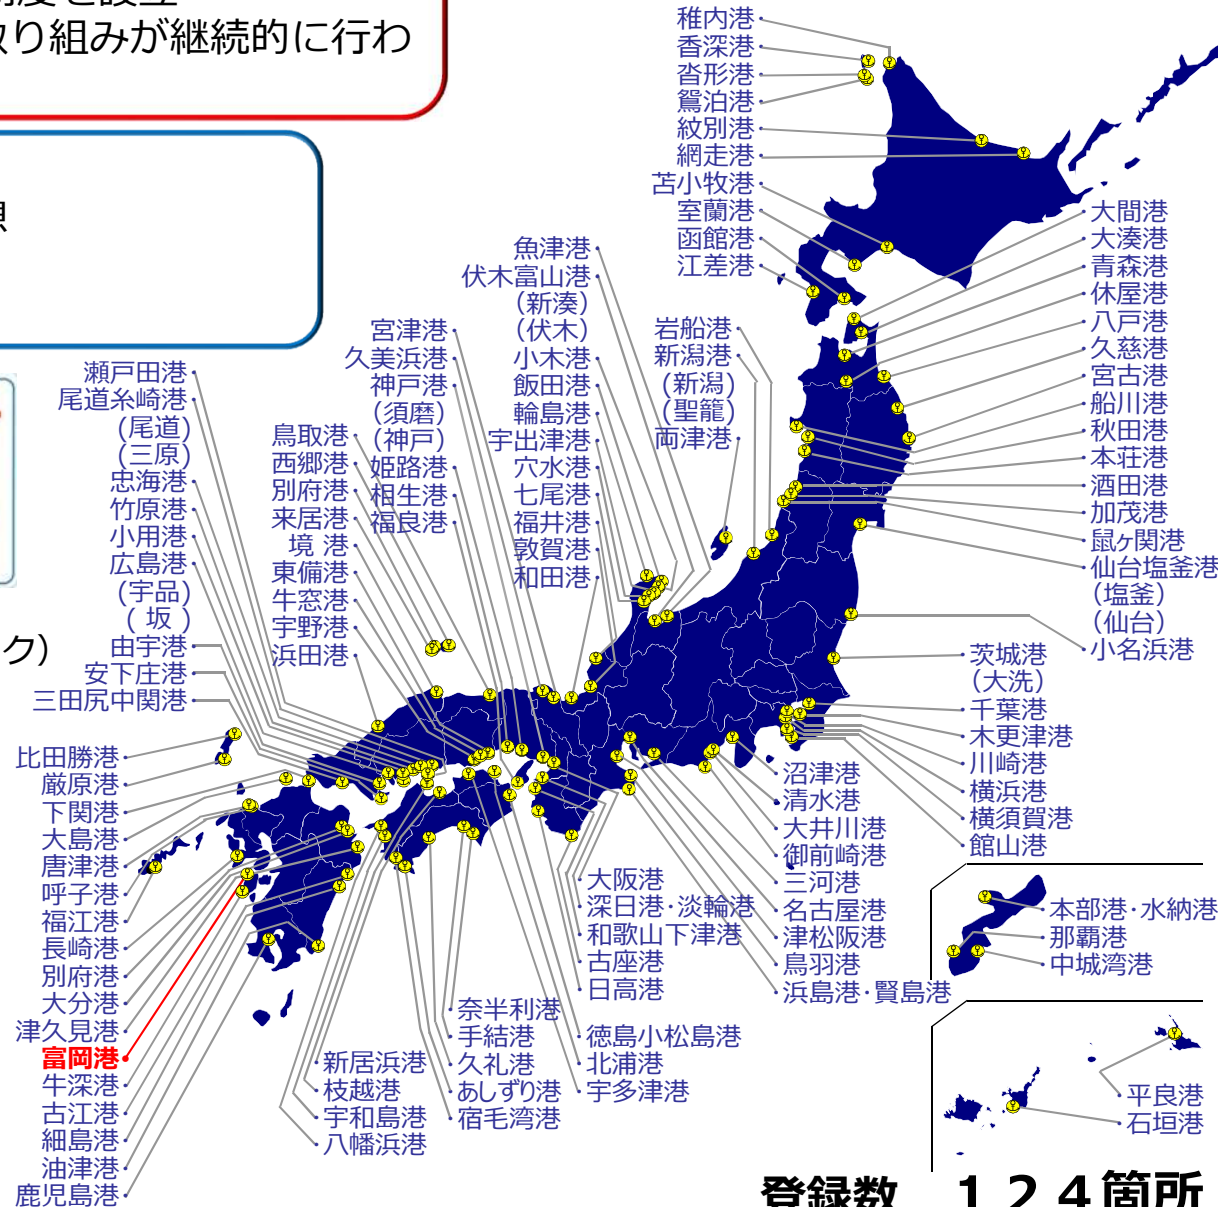 制度を設立
取り組みが継続的に行わ
ク）
稚内港
香深港
沓形港
鴛泊港
紋別港
網走港
苫小牧港
室蘭港
函館港
江差港
大間港
大湊港
青森港
休屋港
八戸港
久慈港
宮古港
船川港
秋田港
本荘港
酒田港
加茂港
鼠ヶ関港
仙台塩釜港
(塩釜)
(仙台)
小名浜港
魚津港
伏木富山港
(新湊)
(伏木)
小木港
飯田港
輪島港
宇出津港
穴水港
七尾港
福井港
敦賀港
和田港
岩船港
新潟港
(新潟)
(聖籠)
両津港
宮津港
久美浜港
神戸港
(須磨)
(神戸)
姫路港
相生港
福良港
鳥取港
西郷港
別府港
来居港
境 港
東備港
牛窓港
宇野港
浜田港
瀬戸田港
尾道糸崎港
(尾道)
(三原)
忠海港
竹原港
小用港
広島港
(宇品)
( 坂 )
由宇港
安下庄港
三田尻中関港
比田勝港
厳原港
下関港
大島港
唐津港
呼子港
福江港
長崎港
別府港
大分港
津久見港
富岡港
牛深港
古江港
細島港
油津港
鹿児島港
新居浜港
枝越港
宇和島港
八幡浜港
奈半利港
手結港
久礼港
あしずり港
宿毛湾港
徳島小松島港
北浦港
宇多津港
大阪港
深日港･淡輪港
和歌山下津港
古座港
日高港
茨城港
(大洗)
千葉港
木更津港
川崎港
横浜港
横須賀港
館山港
沼津港
清水港
大井川港
御前崎港
三河港
名古屋港
津松阪港
鳥羽港
浜島港･賢島港
本部港･水納港
那覇港
中城湾港
平良港
石垣港
登録数　１２４箇所